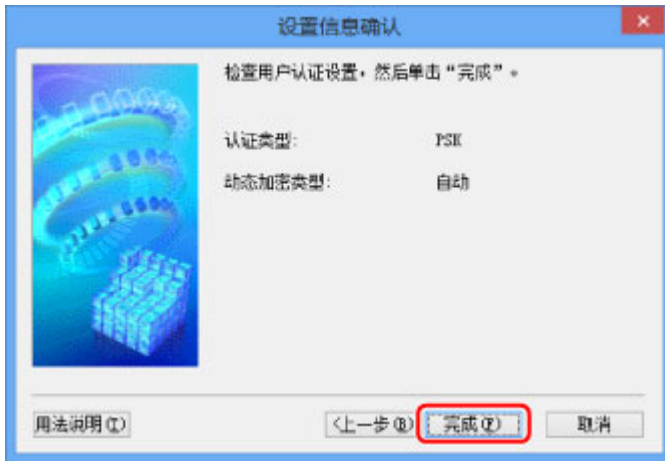 设置信息确认
检查用户认证设置，然后单击“完成”。
认证类型: PSK
动态加密类型: 自动
用法说明(I) <上一步(B) 完成(F) 取消